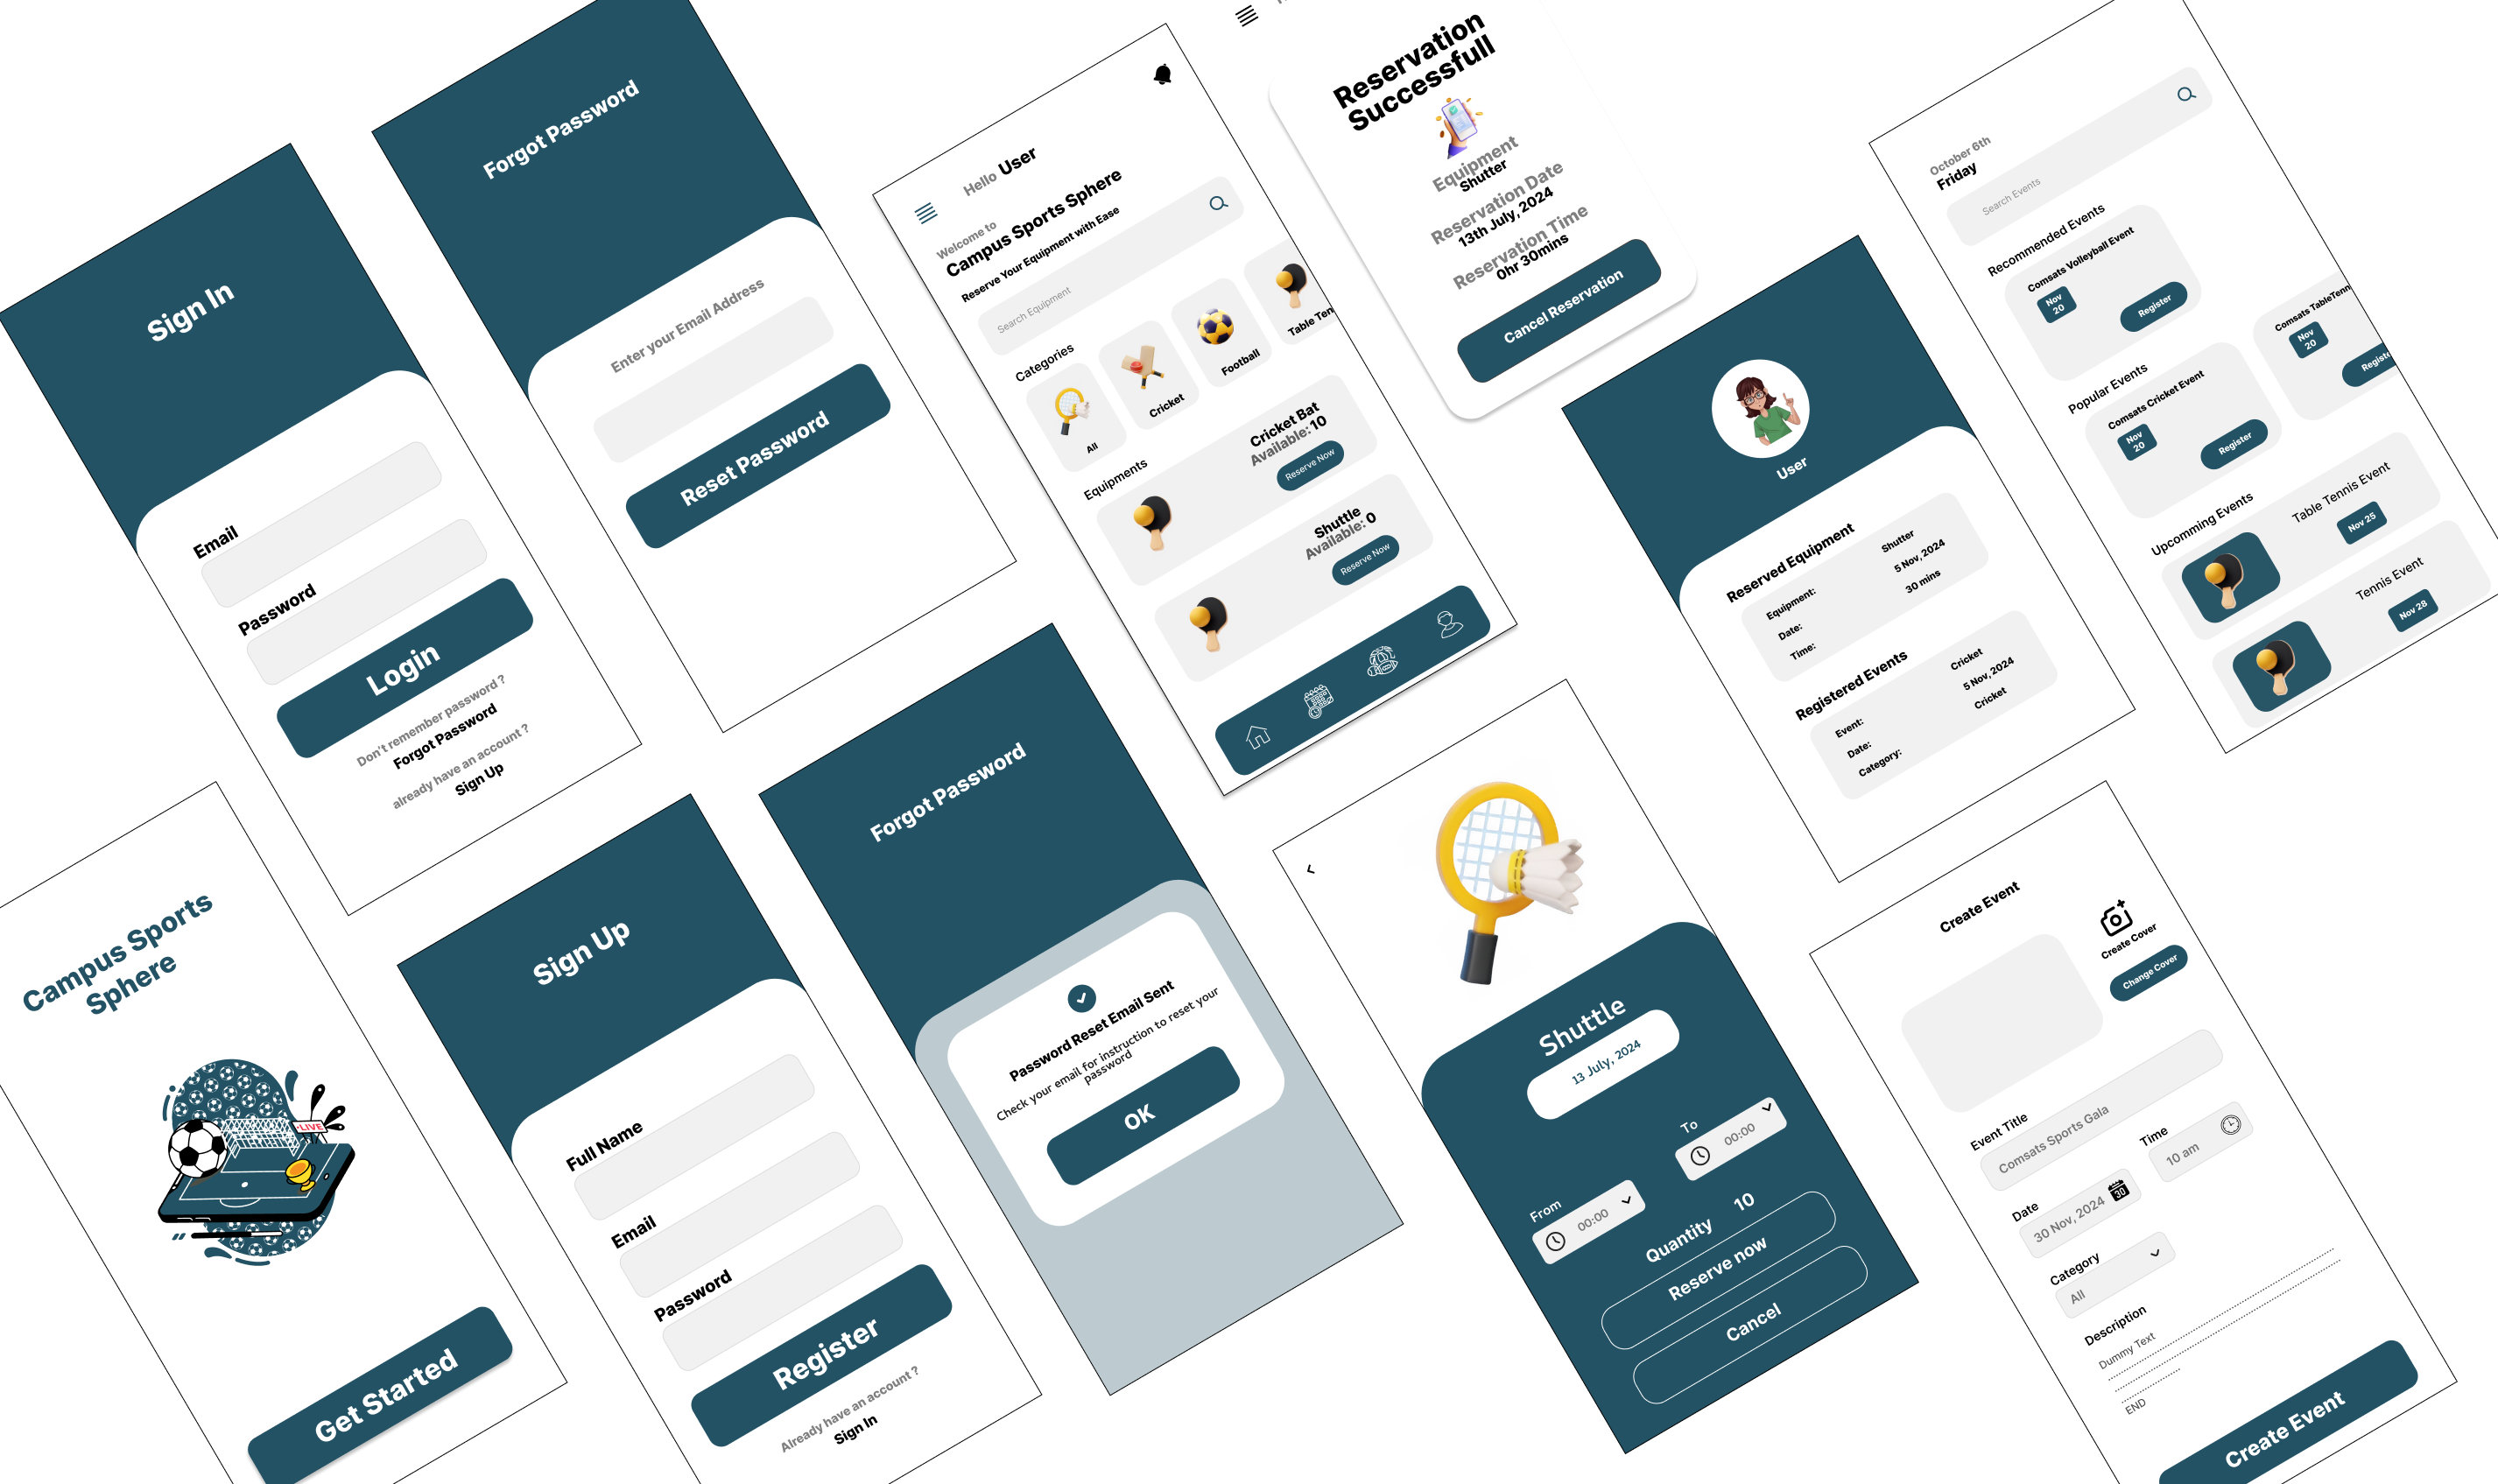 Sign In
Email
Password
Login
Don't remember password ?
Forgot Password
already have an account ?
Sign Up
Forgot Password
Enter your Email Address
Reset Password
Hello User
Welcome to
Campus Sports Sphere
Reserve Your Equipment with Ease
Search Equipment
Categories
All
Cricket
Football
Table Ten
Equipments
Cricket Bat
Available: 10
Reserve Now
Shuttle
Available: 0
Reserve Now
Reservation
Successfull
Equipment
Shutter
Reservation Date
13th July, 2024
Reservation Time
0hr 30mins
Cancel Reservation
User
Reserved Equipment
Equipment: Shutter
Date: 5 Nov, 2024
Time: 30 mins
Registered Events
Event: Cricket
Date: 5 Nov, 2024
Category: Cricket
October 6th
Friday
Search Events
Recommended Events
Comsats Volleyball Event
Nov
20
Register
Popular Events
Comsats Cricket Event
Nov
20
Register
Comsats TableTenn
Nov
20
Registe
Upcomming Events
Table Tennis Event
Nov 25
Tennis Event
Nov 28
Campus Sports
Sphere
LIVE
Get Started
Sign Up
Full Name
Email
Password
Register
Already have an account ?
Sign In
Forgot Password
Password Reset Email Sent
Check your email for instruction to reset your
password
OK
Shuttle
13 July, 2024
From
00:00
To
00:00
Quantity 10
Reserve now
Cancel
Create Event
Create Cover
Change Cover
Event Title
Comsats Sports Gala
Date
30 Nov, 2024
30
Time
10 am
Category
All
Description
Dummy Text
END
Create Event